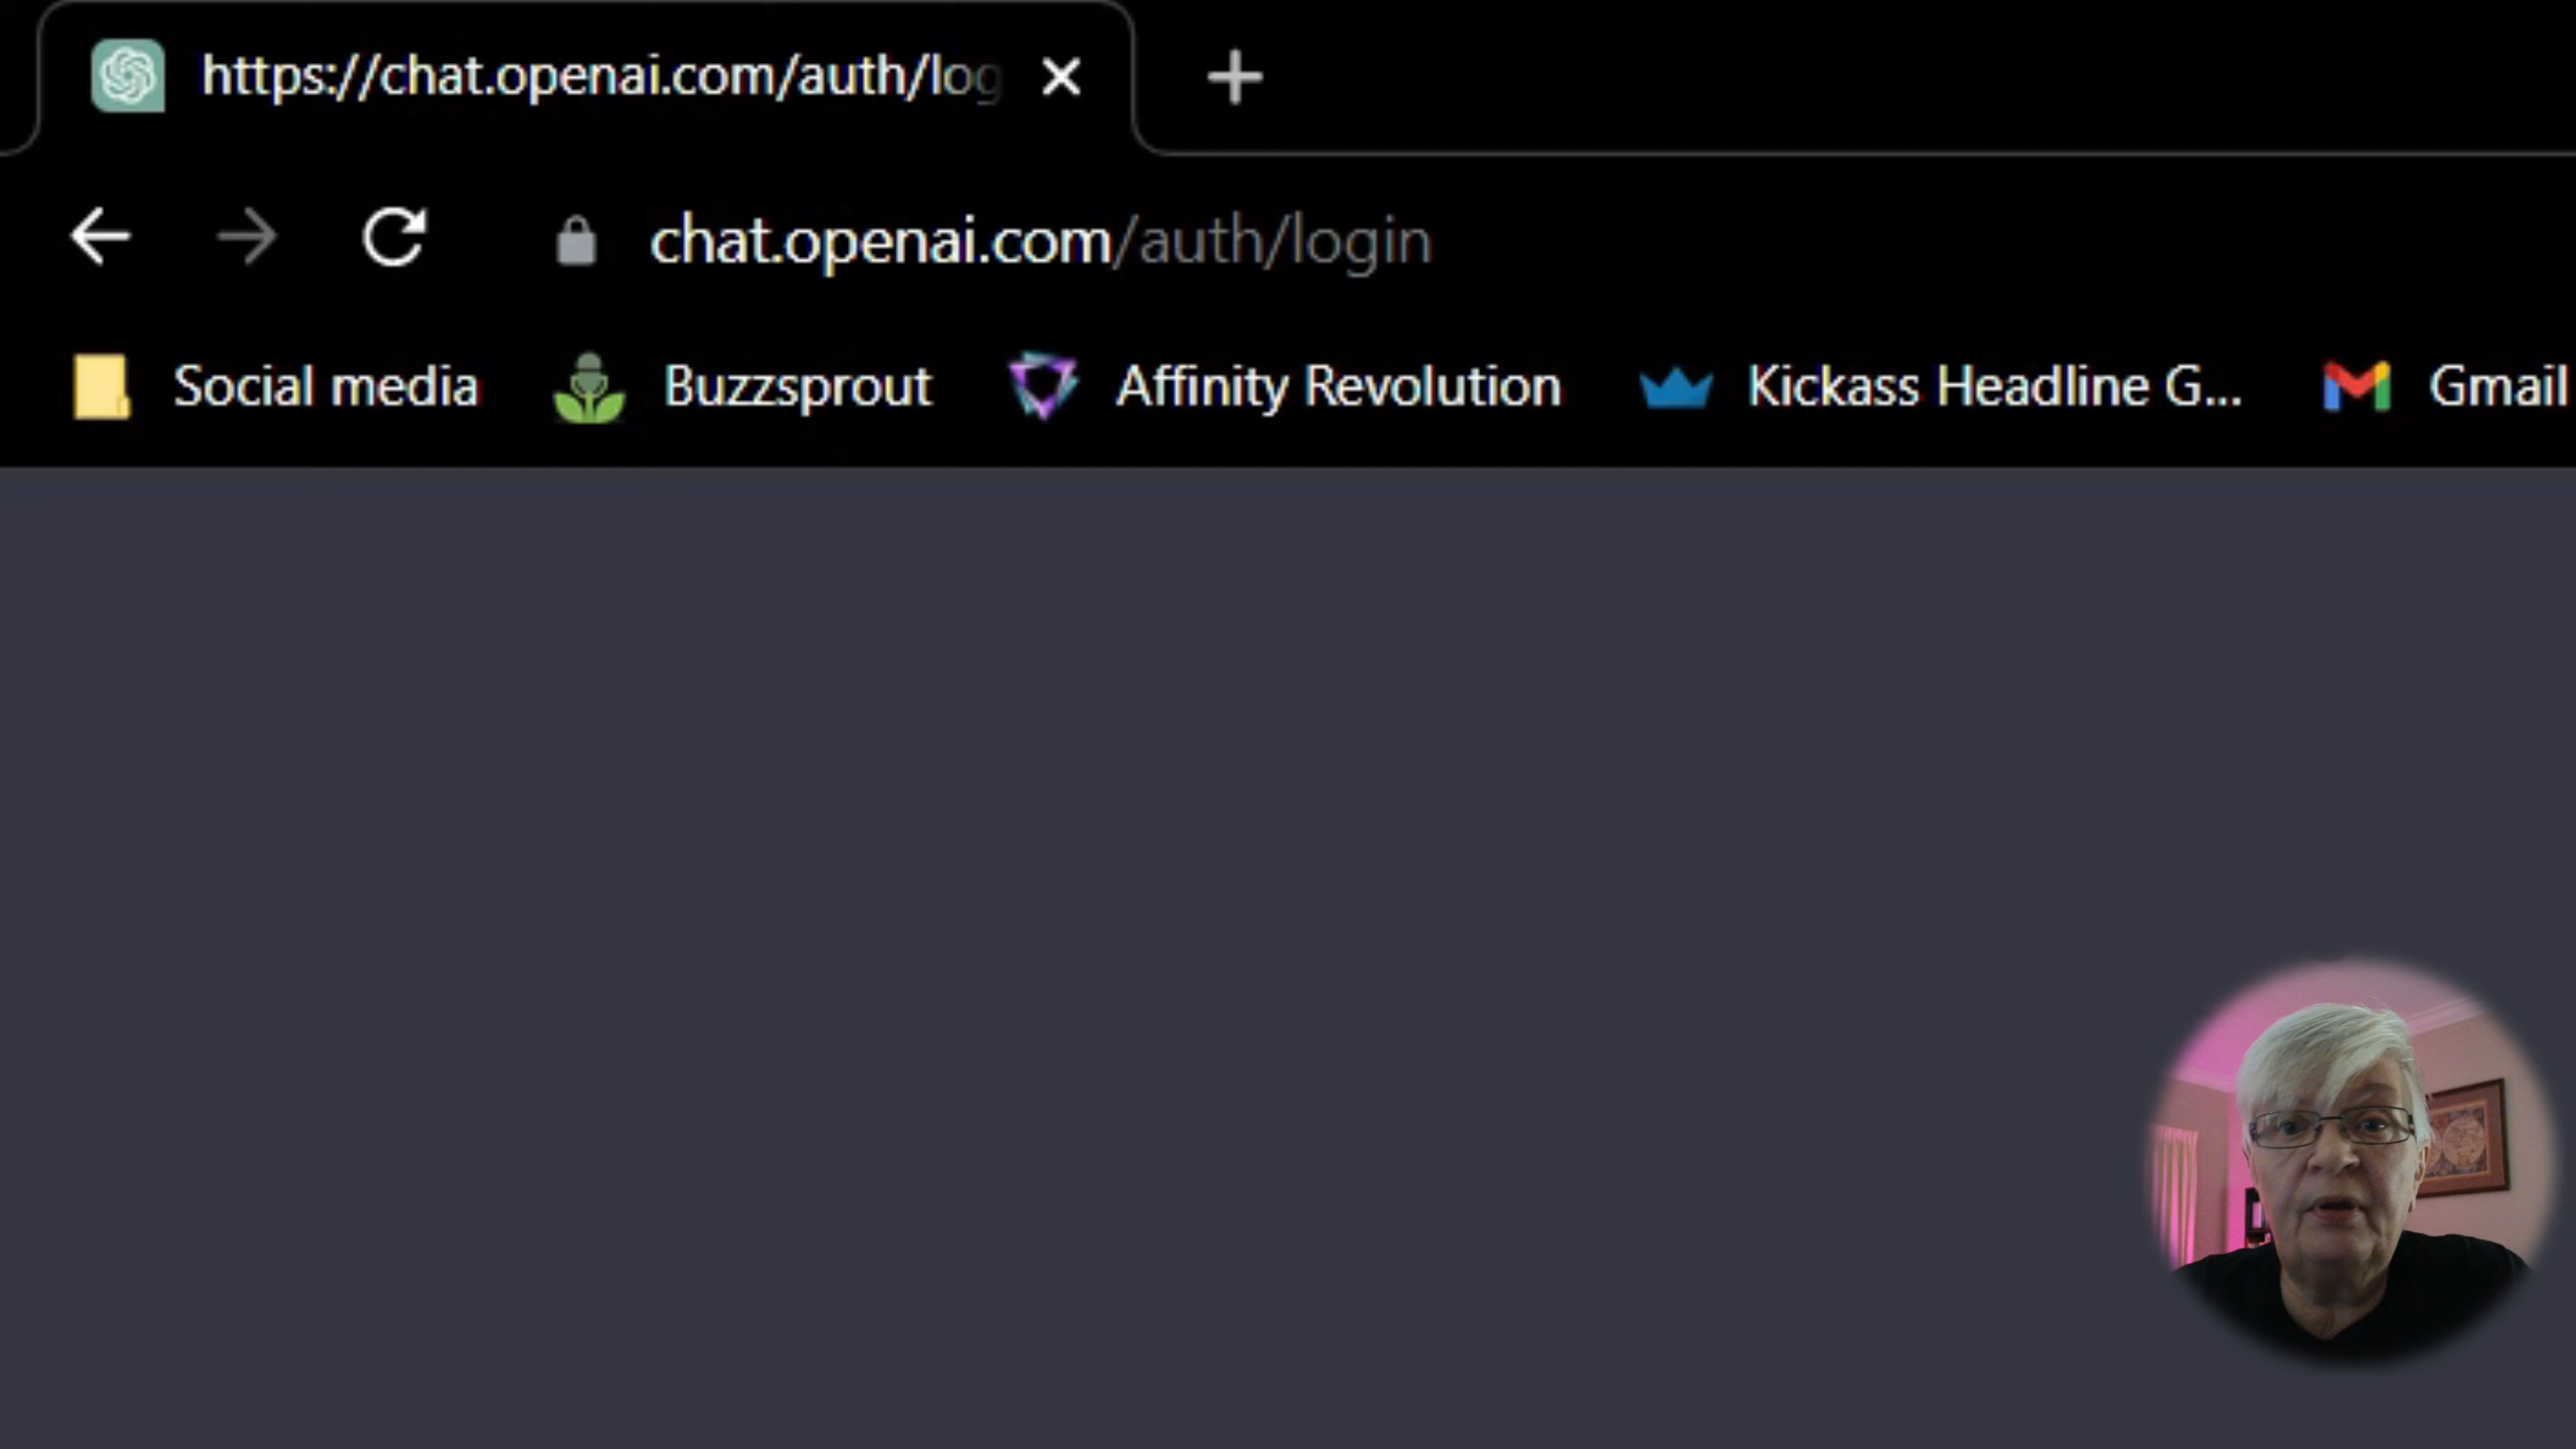 https://chat.openai.com/auth/log
chat.openai.com/auth/login
Social media Buzzsprout Affinity Revolution Kickass Headline G... Gmail